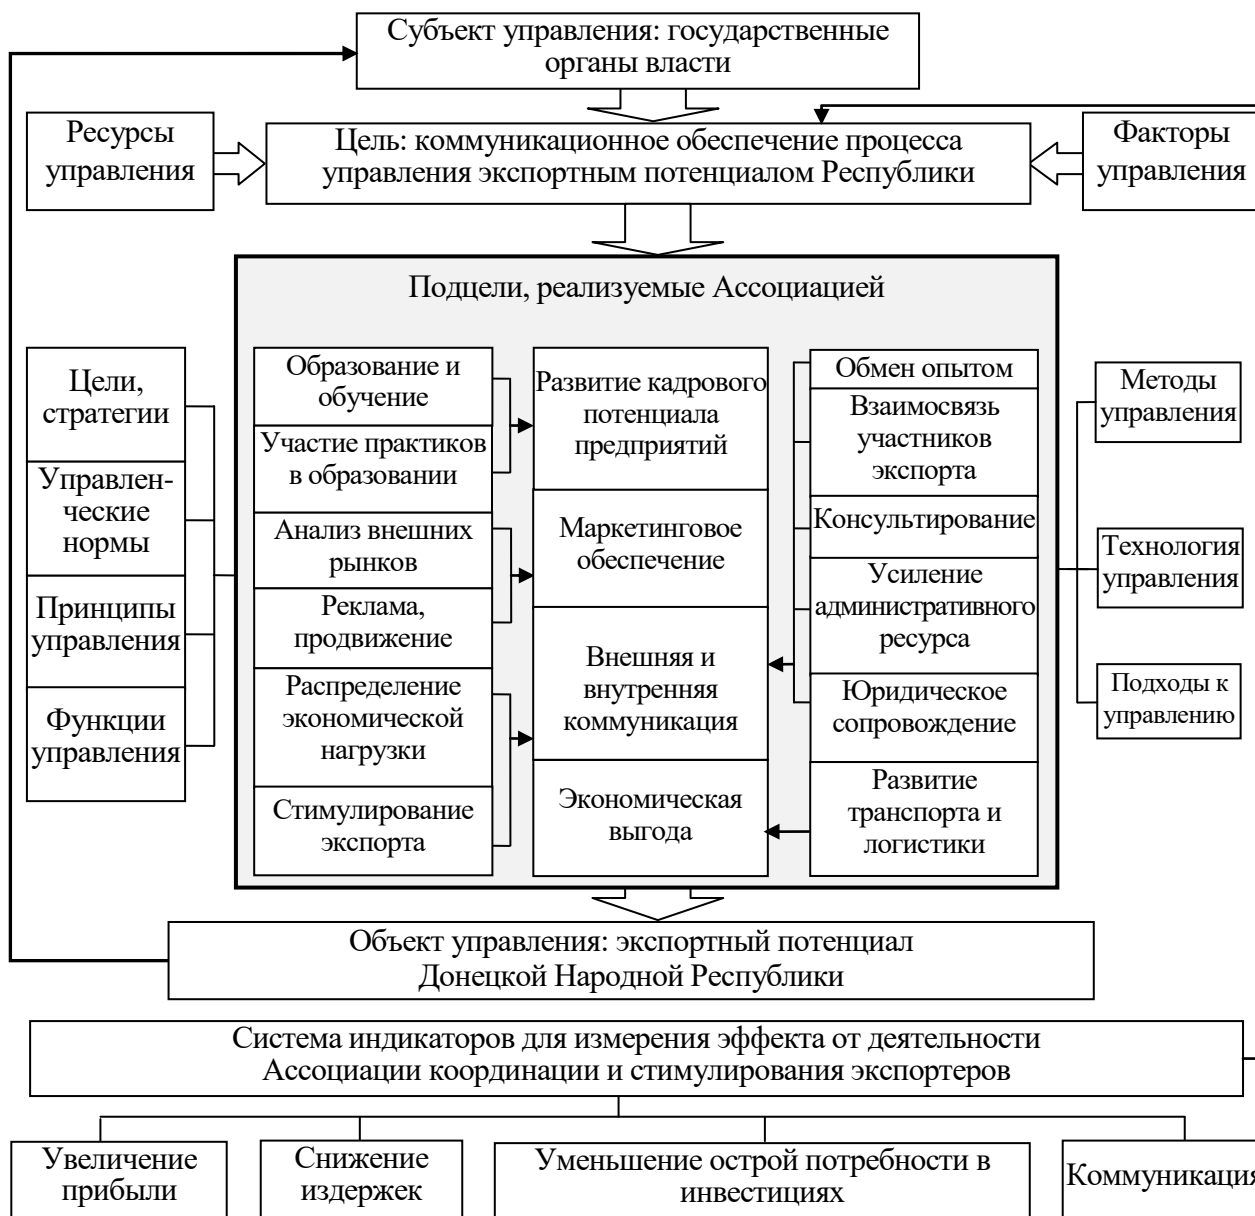 Субъект управления: государственные
органы власти
Ресурсы
управления
Цель: коммуникационное обеспечение процесса
управления экспортным потенциалом Республики
Факторы
управления
Подцели, реализуемые Ассоциацией
Цели,
стратегии
Управлен-
ческие
нормы
Принципы
управления
Функции
управления
Образование и
обучение
Участие практиков
в образовании
Анализ внешних
рынков
Реклама,
продвижение
Распределение
экономической
нагрузки
Стимулирование
экспорта
Развитие кадрового
потенциала
предприятий
Маркетинговое
обеспечение
Внешняя и
внутренняя
коммуникация
Экономическая
выгода
Обмен опытом
Взаимосвязь
участников
экспорта
Консультирование
Усиление
административного
ресурса
Юридическое
сопровождение
Развитие
транспорта и
логистики
Методы
управления
Технология
управления
Подходы к
управлению
Объект управления: экспортный потенциал
Донецкой Народной Республики
Система индикаторов для измерения эффекта от деятельности
Ассоциации координации и стимулирования экспортеров
Увеличение
прибыли
Снижение
издержек
Уменьшение острой потребности в
инвестициях
Коммуникация